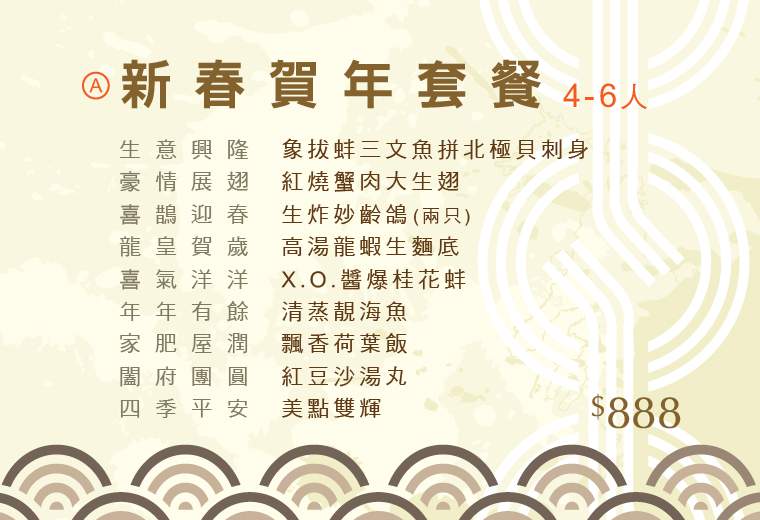 Ⓐ 新春賀年套餐 4-6人
生意興隆 象拔蚌三文魚拼北極貝刺身
豪情展翅 紅燒蟹肉大生翅
喜鵲迎春 生炸妙齡鴿(兩只)
龍皇賀歲 高湯龍蝦生麵底
喜氣洋洋 X.O.醬爆桂花蚌
年年有餘 清蒸靚海魚
家肥屋潤 飄香荷葉飯
闔府團圓 紅豆沙湯丸
四季平安 美點雙輝
$888